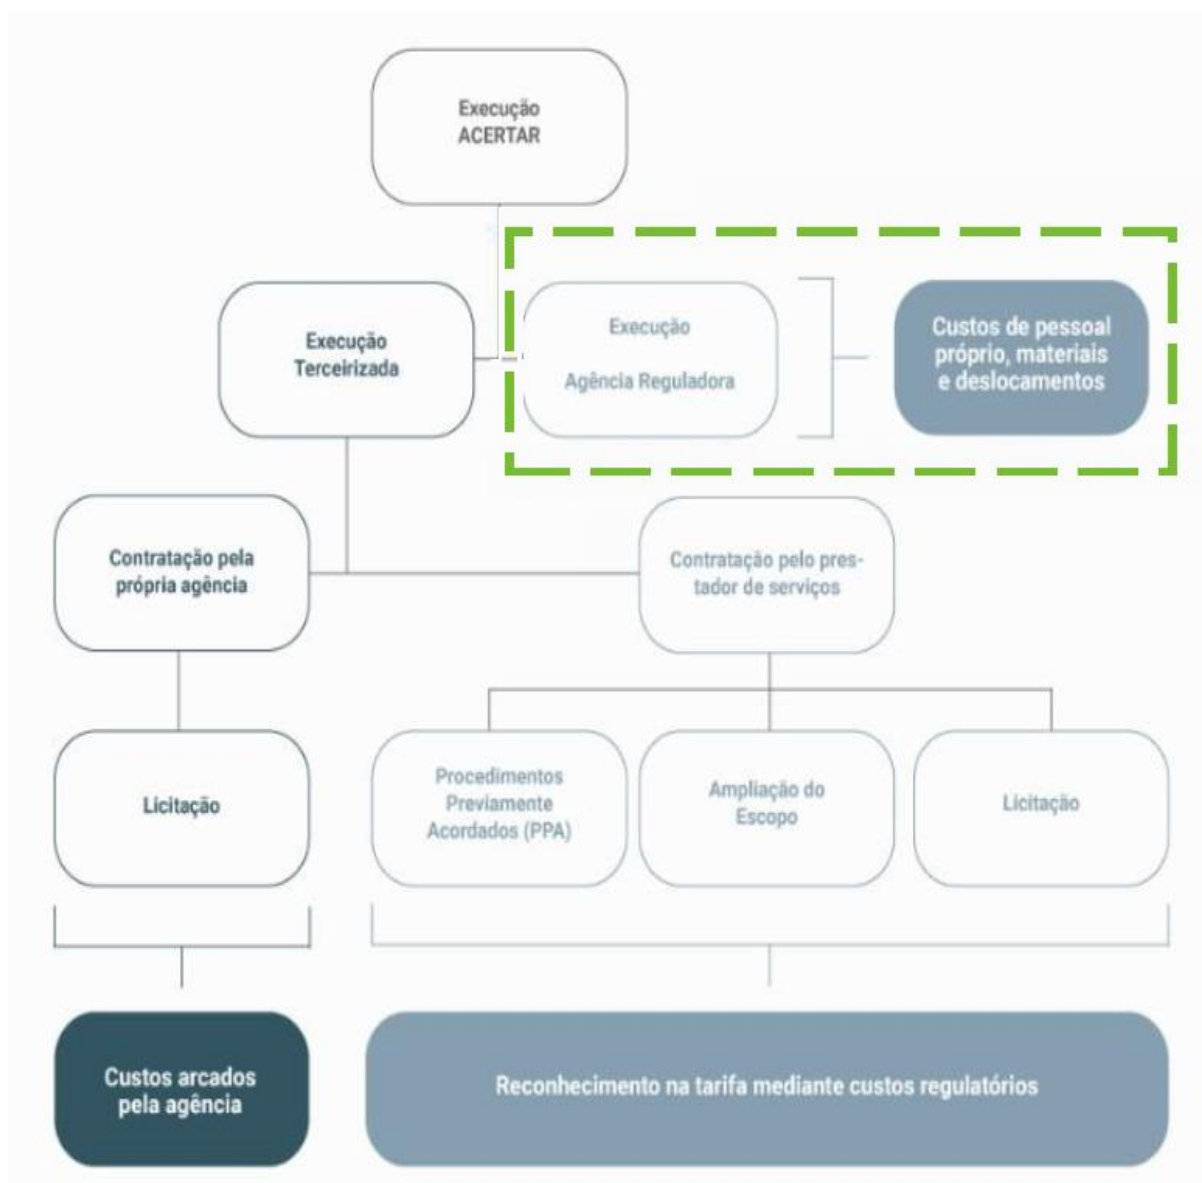 Execução
ACERTAR
Execução
Terceirizada
Execução
Agência Reguladora
Custos de pessoal
próprio, materiais
e deslocamentos
Contratação pela
própria agência
Contratação pelo pres-
tador de serviços
Licitação
Procedimentos
Previamente
Acordados (PPA)
Ampliação do
Escopo
Licitação
Custos arcados
pela agência
Reconhecimento na tarifa mediante custos regulatórios